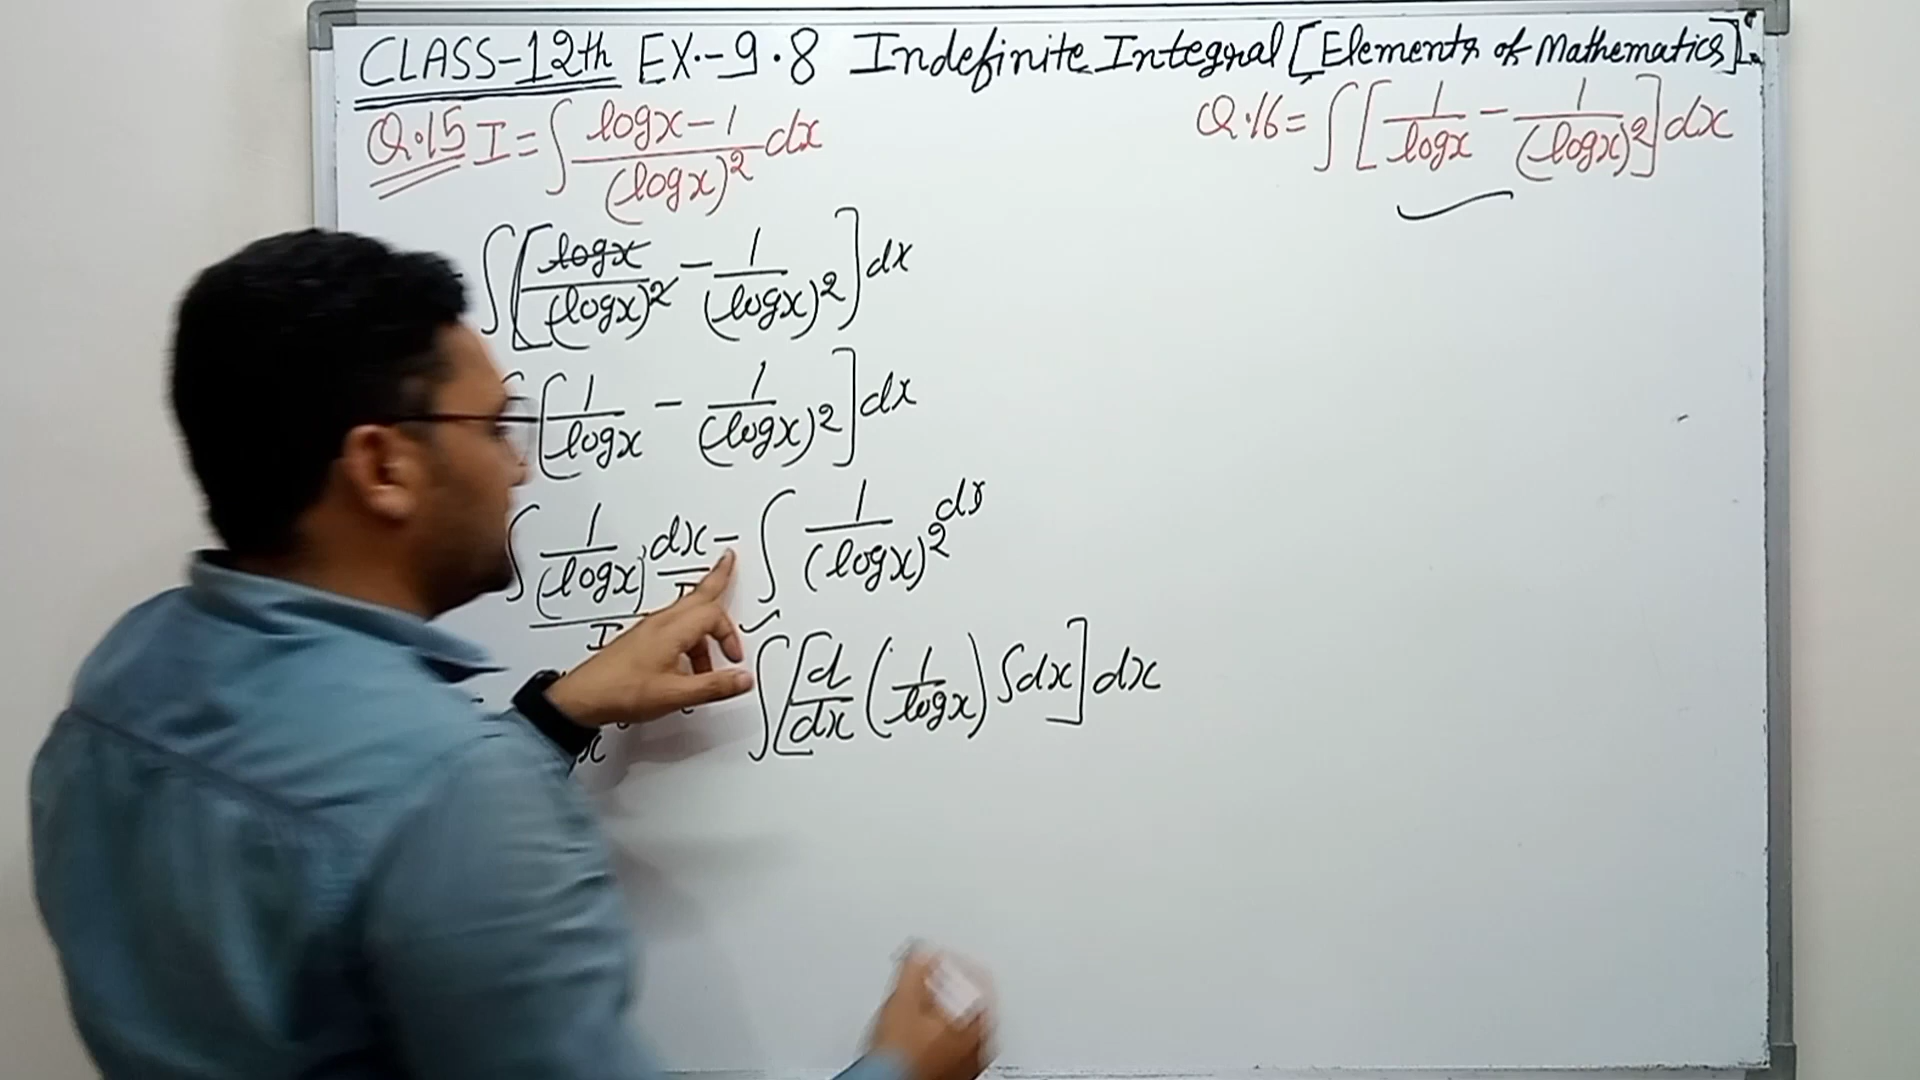 CLASS-12th EX.-9.8 Indefinite Integral [Elements of Mathematics].
Q.15 I = ∫ logx-1 / (logx)² dx
Q.16 = ∫ [ 1/logx - 1/(logx)² ] dx
∫ [ logx/(logx)² - 1/(logx)² ] dx
∫ [ 1/logx - 1/(logx)² ] dx
∫ 1/(logx) dx - ∫ 1/(logx)² dx
I
∫ [ d/dx (1/logx) ∫dx ] dx
x